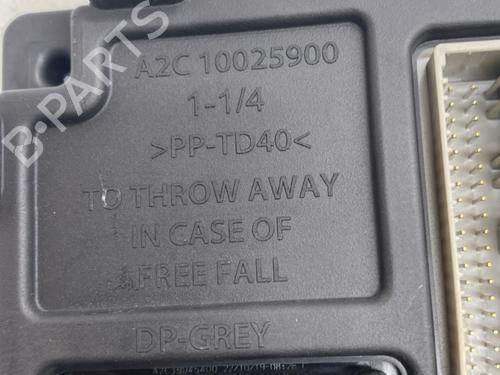 A2C 10025900
1-1/4
>PP-TD40<
TO THROW AWAY
IN CASE OF
FREE FALL
DP-GREY
B-PARTS